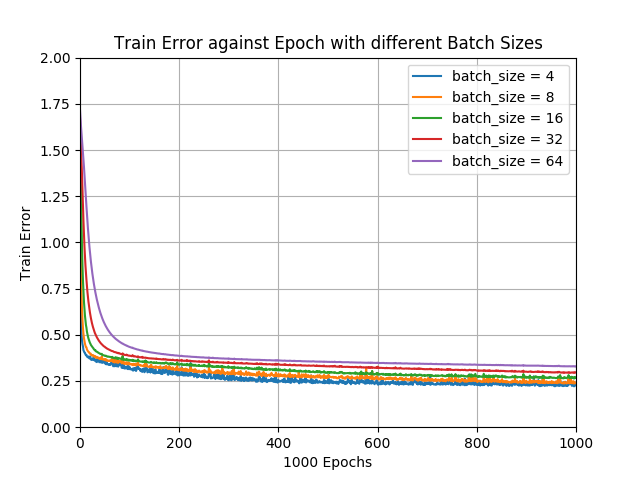 Train Error against Epoch with different Batch Sizes
2.00
1.75
1.50
1.25
1.00
0.75
0.50
0.25
0.00
Train Error
batch_size = 4
batch_size = 8
batch_size = 16
batch_size = 32
batch_size = 64
0
200
400
600
800
1000
1000 Epochs